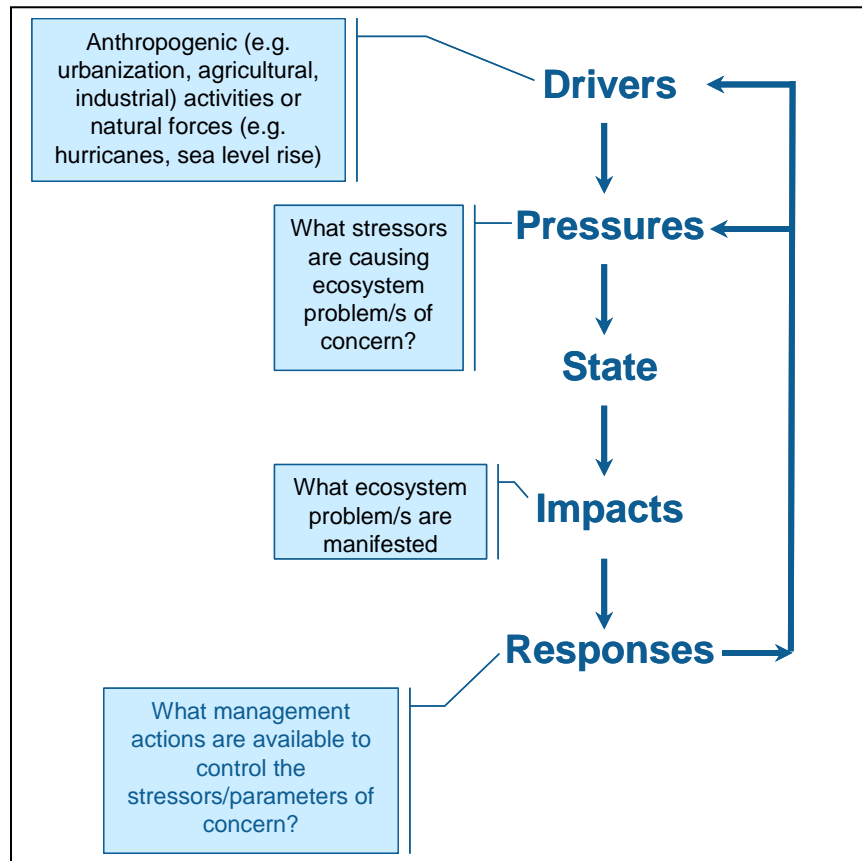 Anthropogenic (e.g.
urbanization, agricultural,
industrial) activities or
natural forces (e.g.
hurricanes, sea level rise)
Drivers
What stressors
are causing
ecosystem
problem/s of
concern?
Pressures
State
What ecosystem
problem/s are
manifested
Impacts
Responses
What management
actions are available to
control the
stressors/parameters of
concern?